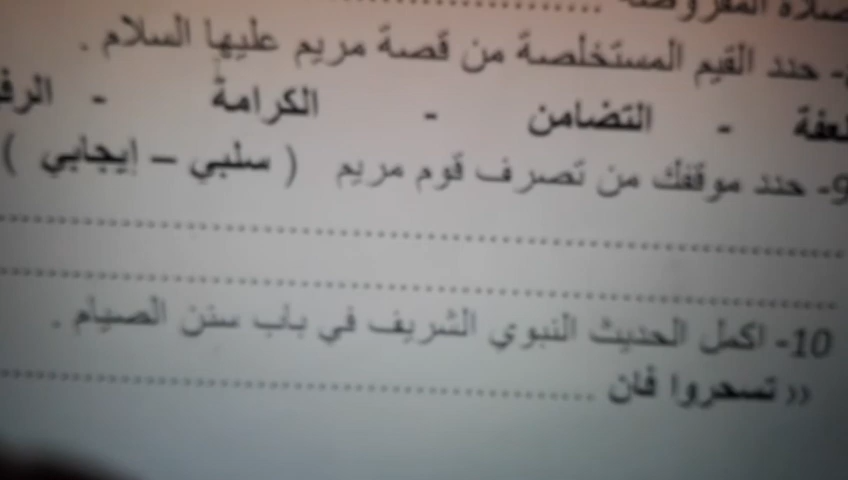 صلاة المفروضة ..............................
- حدد القيم المستخلصة من قصة مريم عليها السلام .
العفة - التضامن - الكرامة -
9- حدد موقفك من تصرف قوم مريم ( سلبي – إيجابي )
..............................
..............................
10- اكمل الحديث النبوي الشريف في باب سنن الصيام .
« تسحروا فان ..............................